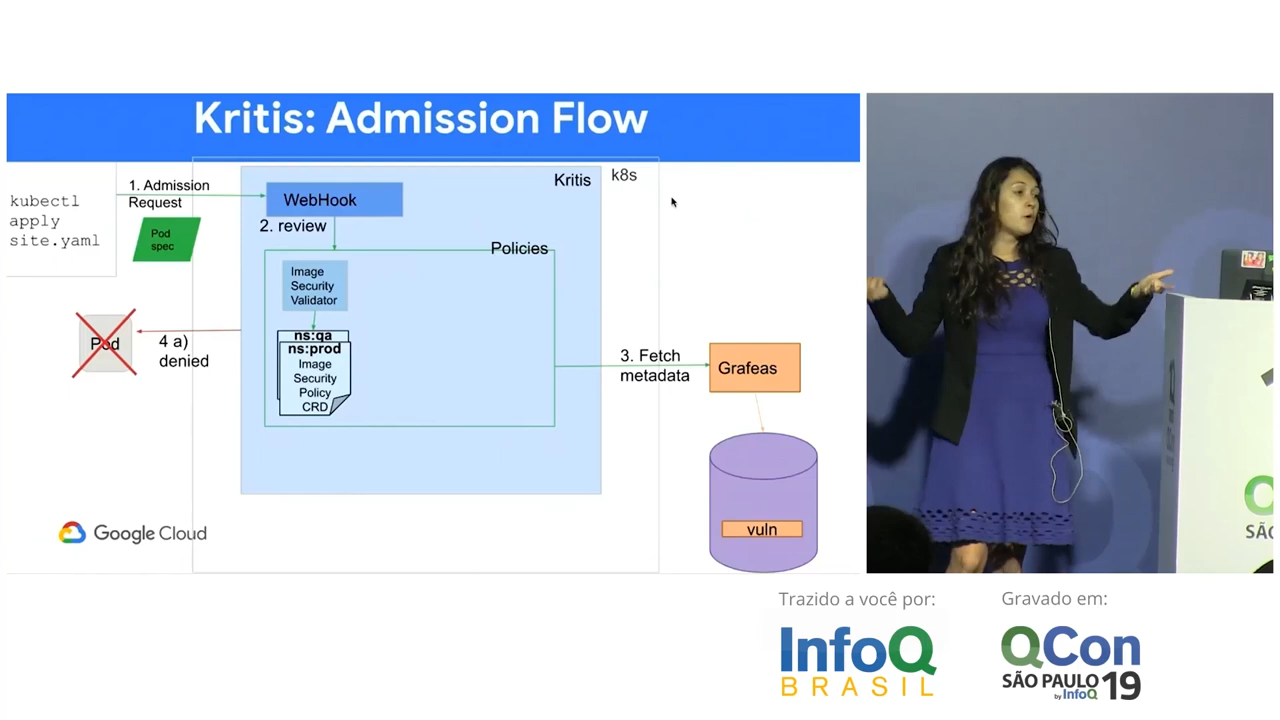 Kritis: Admission Flow
kubectl
apply
site.yaml
1. Admission
Request
Pod
spec
WebHook
Kritis
k8s
2. review
Policies
Image
Security
Validator
ns:qa
ns:prod
Image
Security
Policy
CRD
Pod
4 a)
denied
3. Fetch
metadata
Grafeas
vuln
Google Cloud
SÃO
Trazido a você por:
InfoQ
BRASIL
Gravado em:
QCon
SÃO PAULO 19
by InfoQ